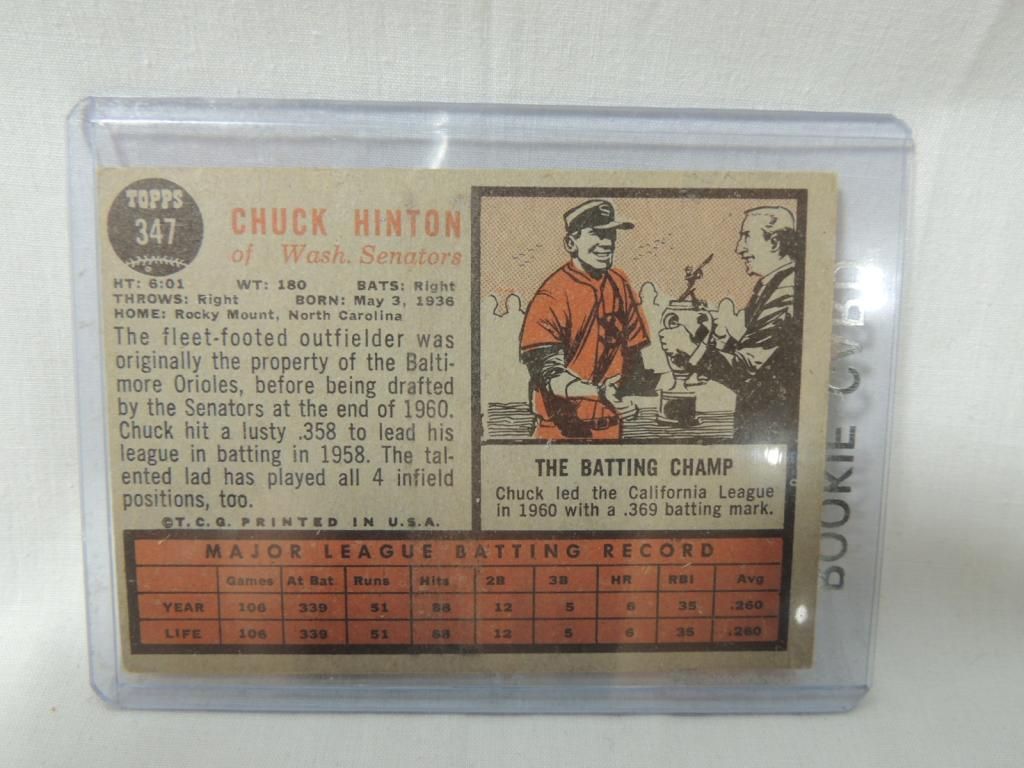 TOPPS
347
CHUCK HINTON
of Wash. Senators
HT: 6:01 WT: 180 BATS: Right
THROWS: Right BORN: May 3, 1936
HOME: Rocky Mount, North Carolina
The fleet-footed outfielder was
originally the property of the Balti-
more Orioles, before being drafted
by the Senators at the end of 1960.
Chuck hit a lusty .358 to lead his
league in batting in 1958. The tal-
ented lad has played all 4 infield
positions, too.
©T.C.G. PRINTED IN U.S.A.
S
S
THE BATTING CHAMP
Chuck led the California League
in 1960 with a .369 batting mark.
MAJOR LEAGUE BATTING RECORD
Games At Bat Runs Hits 2B 3B HR RBI Avg
YEAR 106 339 51 88 12 5 6 35 .260
LIFE 106 339 51 88 12 5 6 35 .260